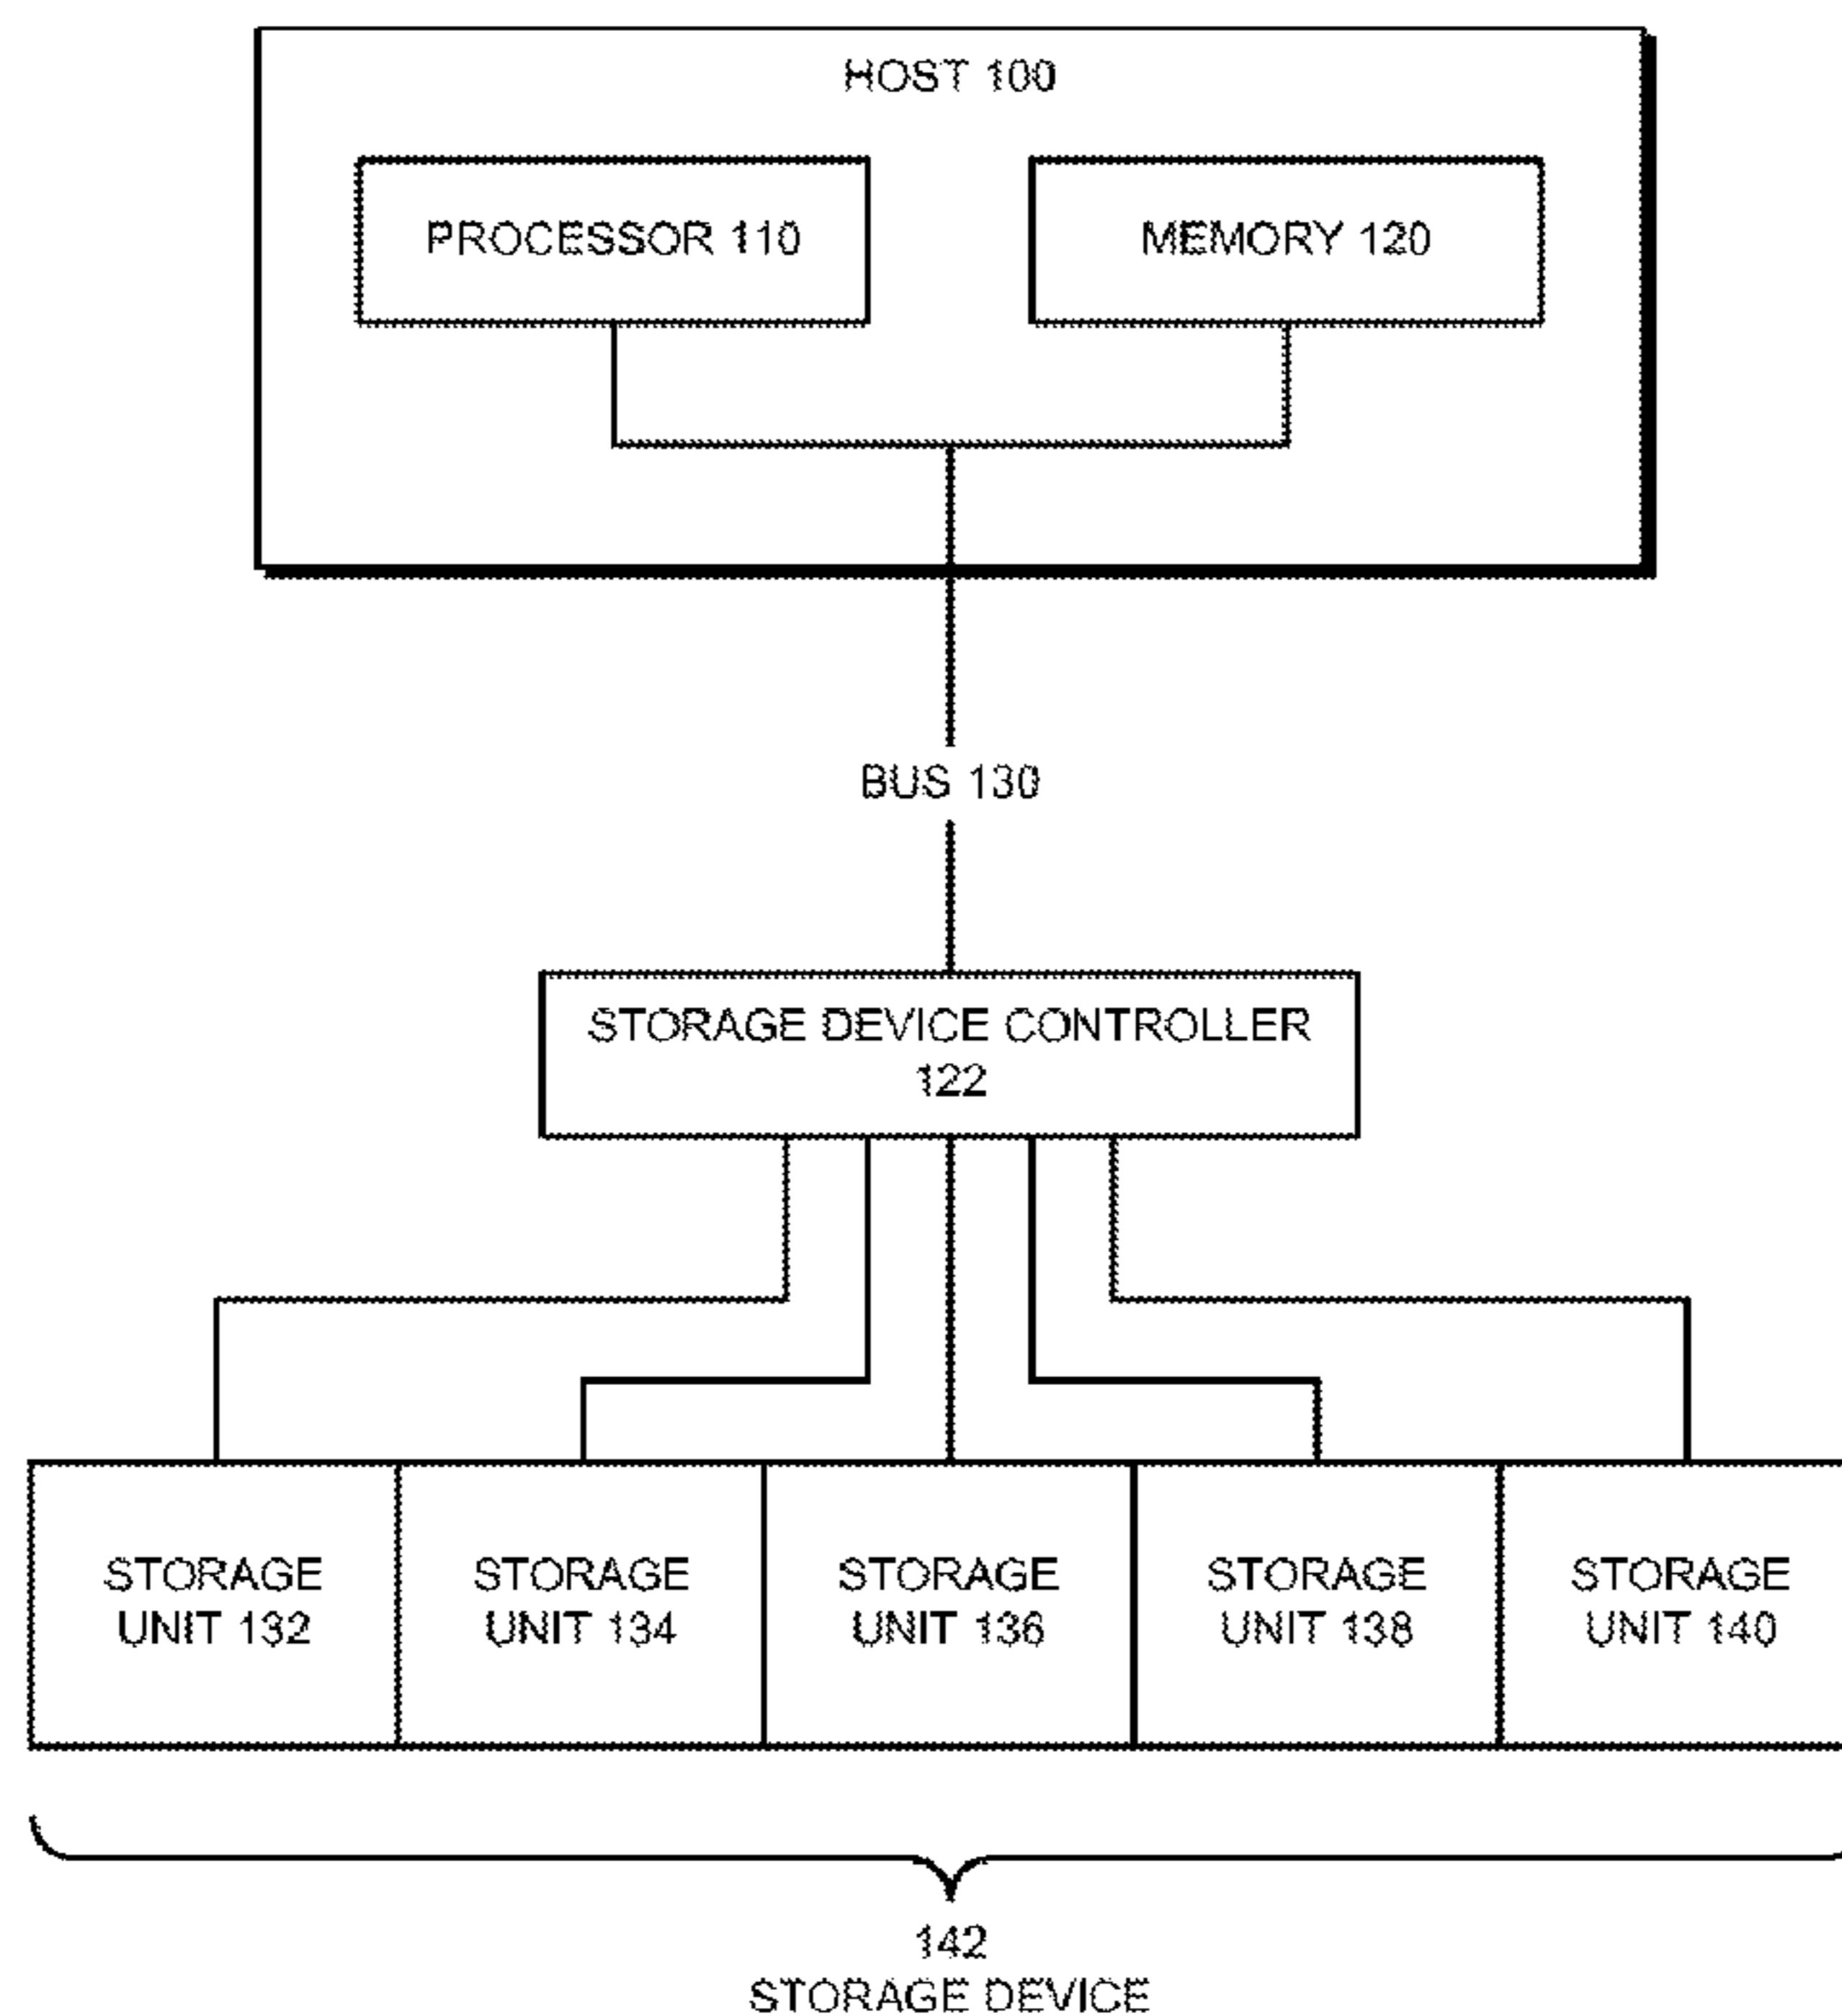 HOST 100
PROCESSOR 110
MEMORY 120
BUS 130
STORAGE DEVICE CONTROLLER
122
STORAGE
UNIT 132
STORAGE
UNIT 134
STORAGE
UNIT 136
STORAGE
UNIT 138
STORAGE
UNIT 140
142
STORAGE DEVICE